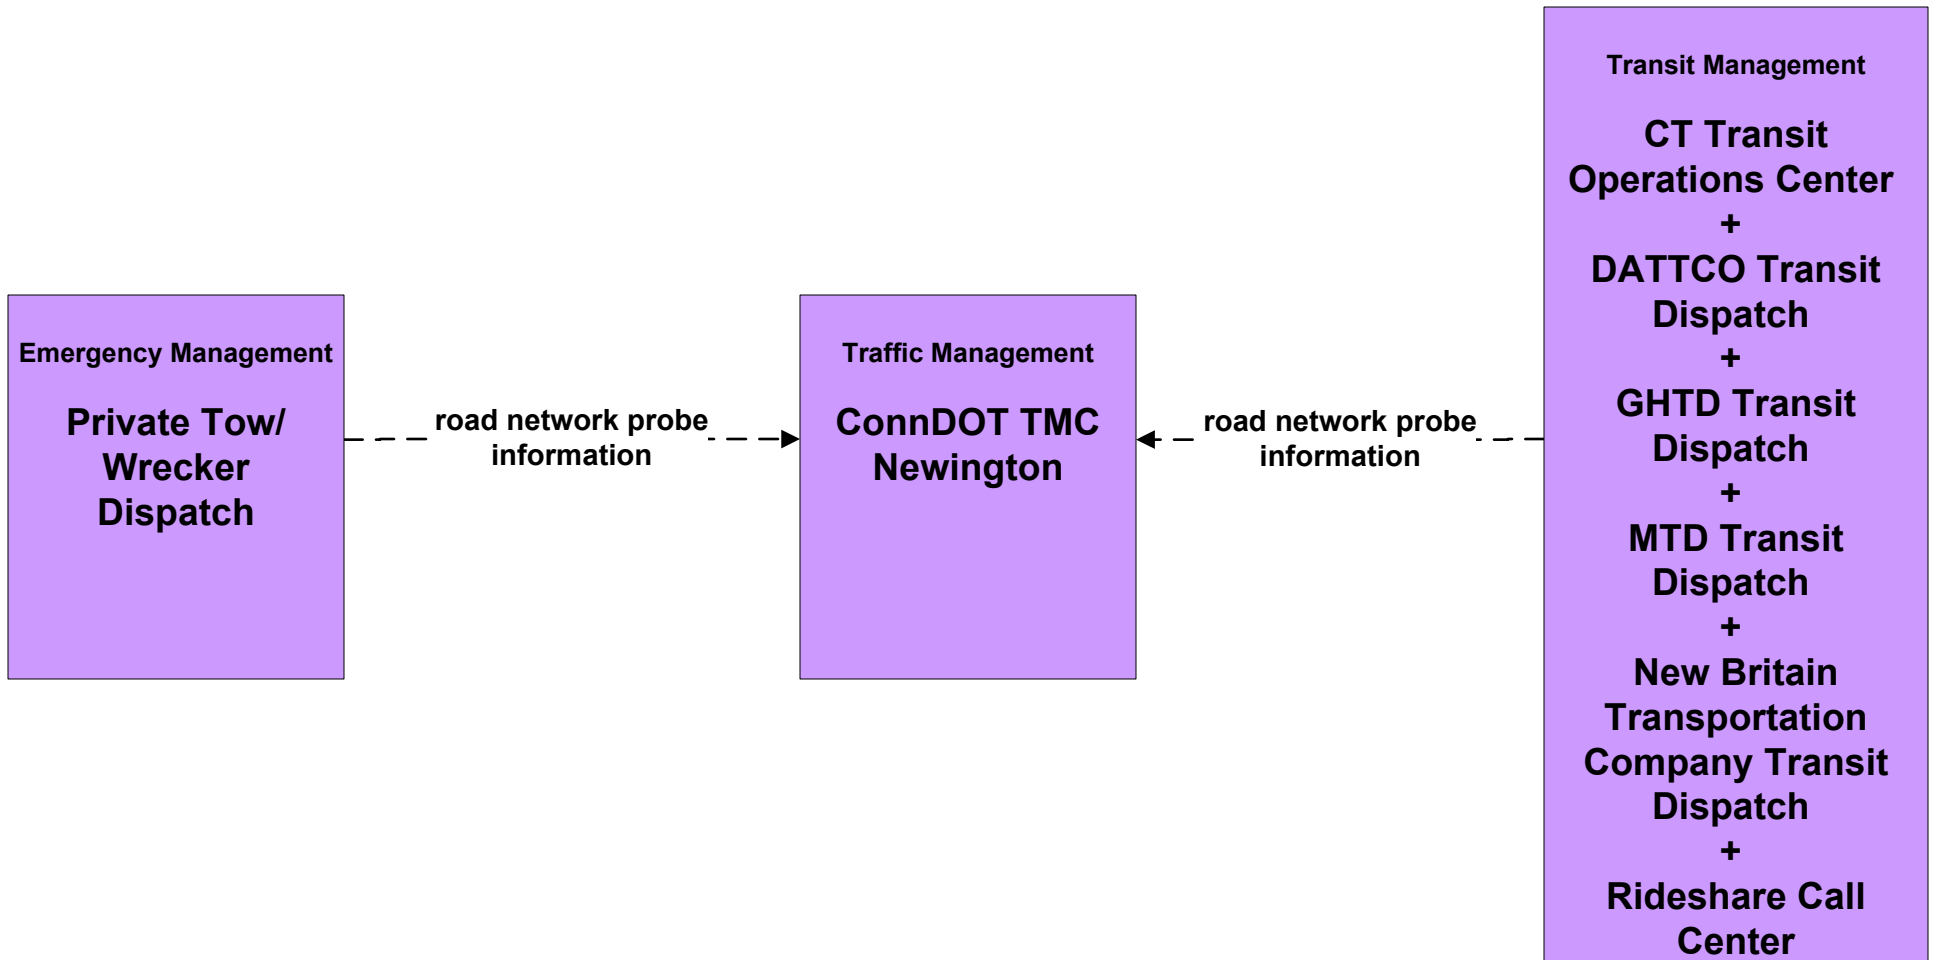 Emergency Management
Private Tow/
Wrecker
Dispatch
road network probe
information
Traffic Management
ConnDOT TMC
Newington
road network probe
information
Transit Management
CT Transit
Operations Center
+
DATTCO Transit
Dispatch
+
GHTD Transit
Dispatch
+
MTD Transit
Dispatch
+
New Britain
Transportation
Company Transit
Dispatch
+
Rideshare Call
Center